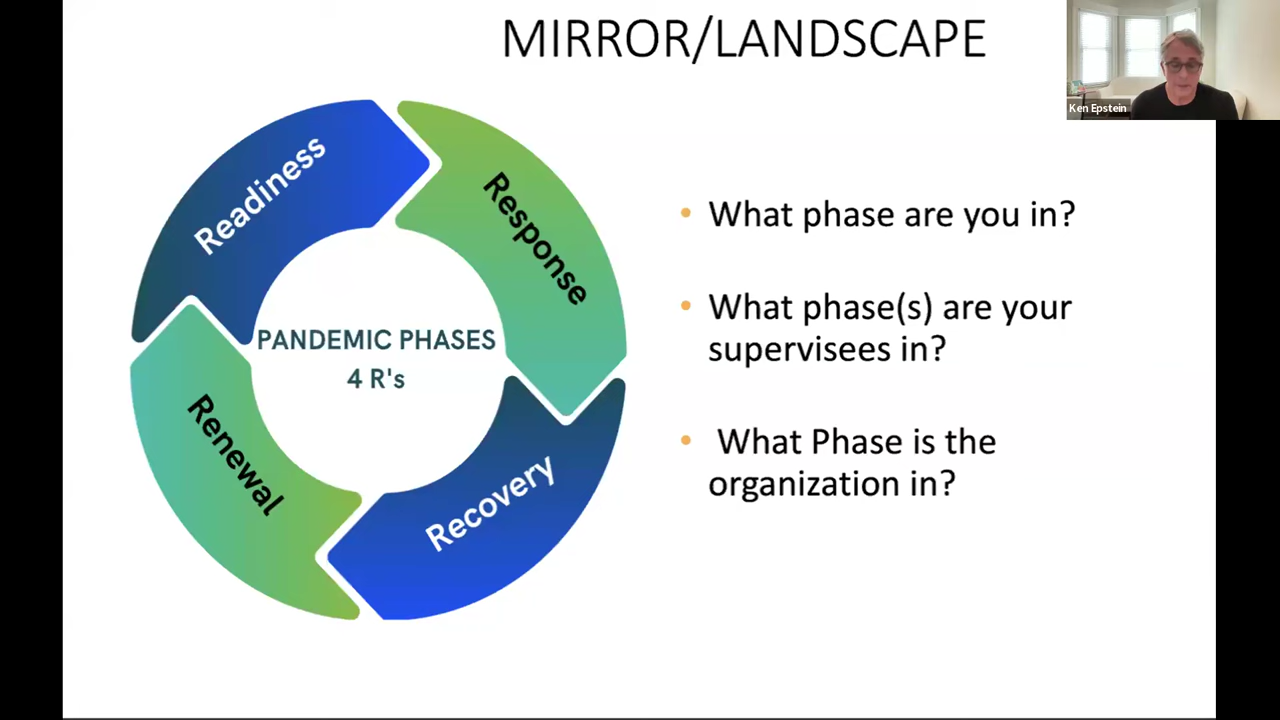 MIRROR/LANDSCAPE
Ken Epstein
Readiness
Response
Recovery
Renewal
PANDEMIC PHASES
4 R's
• What phase are you in?
• What phase(s) are your
supervisees in?
• What Phase is the
organization in?